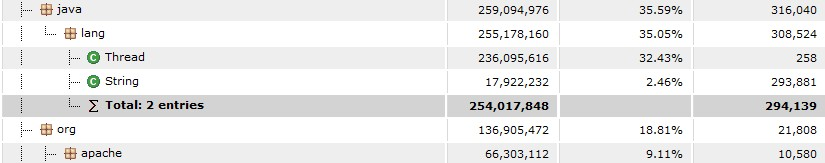 java 259,094,976 35.59% 316,040
lang 255,178,160 35.05% 308,524
Thread 236,095,616 32.43% 258
String 17,922,232 2.46% 293,881
Σ Total: 2 entries 254,017,848 294,139
org 136,905,472 18.81% 21,808
apache 66,303,112 9.11% 10,580